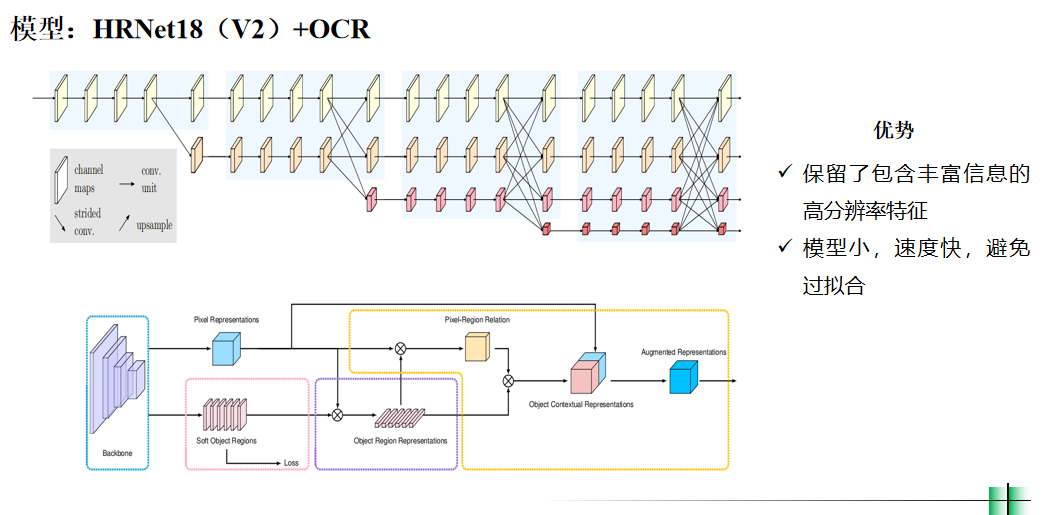 模型：HRNet18（V2）+OCR
channel
maps
conv.
unit
strided
conv.
upsample
优势
✓ 保留了包含丰富信息的
高分辨率特征
✓ 模型小，速度快，避免
过拟合
Pixel Representations
Pixel-Region Relation
Augmented Representations
Object Contextual Representations
Soft Object Regions
Object Region Representations
Backbone
Loss